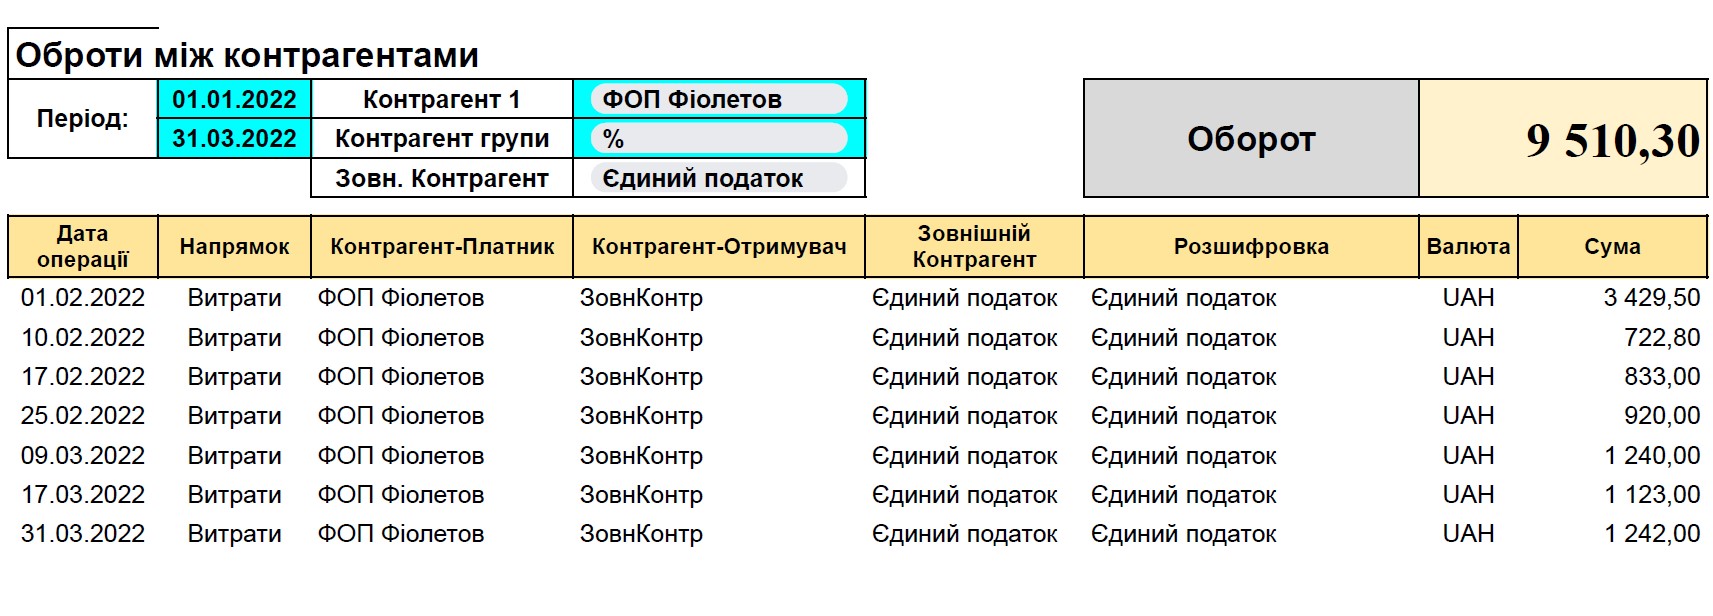 Оброти між контрагентами
Період: 01.01.2022 Контрагент 1 ФОП Фіолетов
31.03.2022 Контрагент групи %
Зовн. Контрагент Єдиний податок
Оборот 9 510,30
Дата операції Напрямок Контрагент-Платник Контрагент-Отримувач Зовнішній Контрагент Розшифровка Валюта Сума
01.02.2022 Витрати ФОП Фіолетов ЗовнКонтр Єдиний податок Єдиний податок UAH 3 429,50
10.02.2022 Витрати ФОП Фіолетов ЗовнКонтр Єдиний податок Єдиний податок UAH 722,80
17.02.2022 Витрати ФОП Фіолетов ЗовнКонтр Єдиний податок Єдиний податок UAH 833,00
25.02.2022 Витрати ФОП Фіолетов ЗовнКонтр Єдиний податок Єдиний податок UAH 920,00
09.03.2022 Витрати ФОП Фіолетов ЗовнКонтр Єдиний податок Єдиний податок UAH 1 240,00
17.03.2022 Витрати ФОП Фіолетов ЗовнКонтр Єдиний податок Єдиний податок UAH 1 123,00
31.03.2022 Витрати ФОП Фіолетов ЗовнКонтр Єдиний податок Єдиний податок UAH 1 242,00